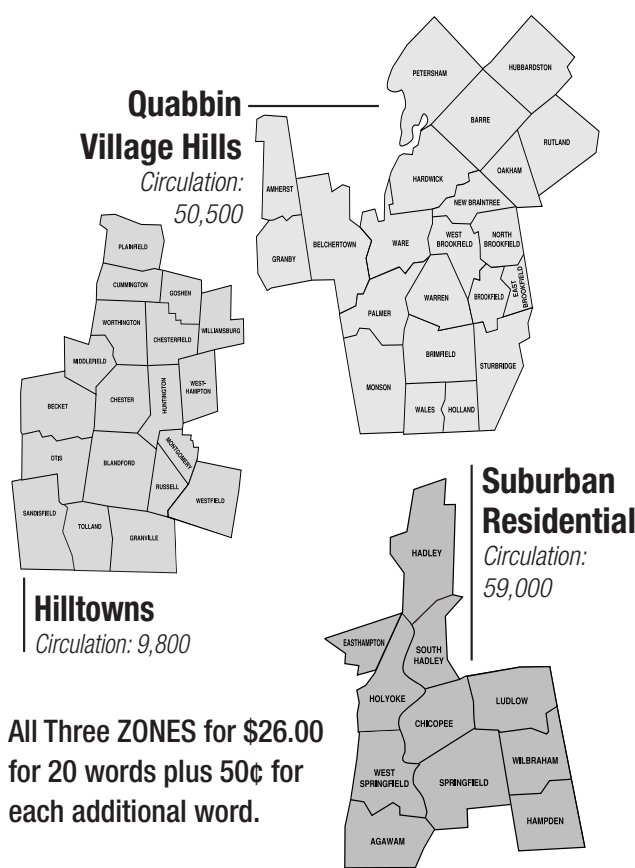 Quabbin
Village Hills
Circulation:
50,500
PETERSHAM
HUBBARDSTON
BARRE
RUTLAND
OAKHAM
HARDWICK
NEW BRAINTREE
AMHERST
GRANBY
BELCHERTOWN
WARE
WEST
BROOKFIELD
NORTH
BROOKFIELD
EAST
BROOKFIELD
BROOKFIELD
WARREN
PALMER
BRIMFIELD
STURBRIDGE
MONSON
WALES
HOLLAND
PLAINFIELD
CUMMINGTON
GOSHEN
WORTHINGTON
CHESTERFIELD
WILLIAMSBURG
MIDDLEFIELD
BECKET
CHESTER
HUNTINGTON
WEST-
HAMPTON
OTIS
BLANDFORD
MONTGOMERY
RUSSELL
WESTFIELD
SANDISFIELD
TOLLAND
GRANVILLE
Hilltowns
Circulation: 9,800
Suburban
Residential
Circulation:
59,000
HADLEY
EASTHAMPTON
SOUTH
HADLEY
HOLYOKE
CHICOPEE
LUDLOW
WEST
SPRINGFIELD
SPRINGFIELD
WILBRAHAM
HAMPDEN
AGAWAM
All Three ZONES for $26.00
for 20 words plus 50¢ for
each additional word.